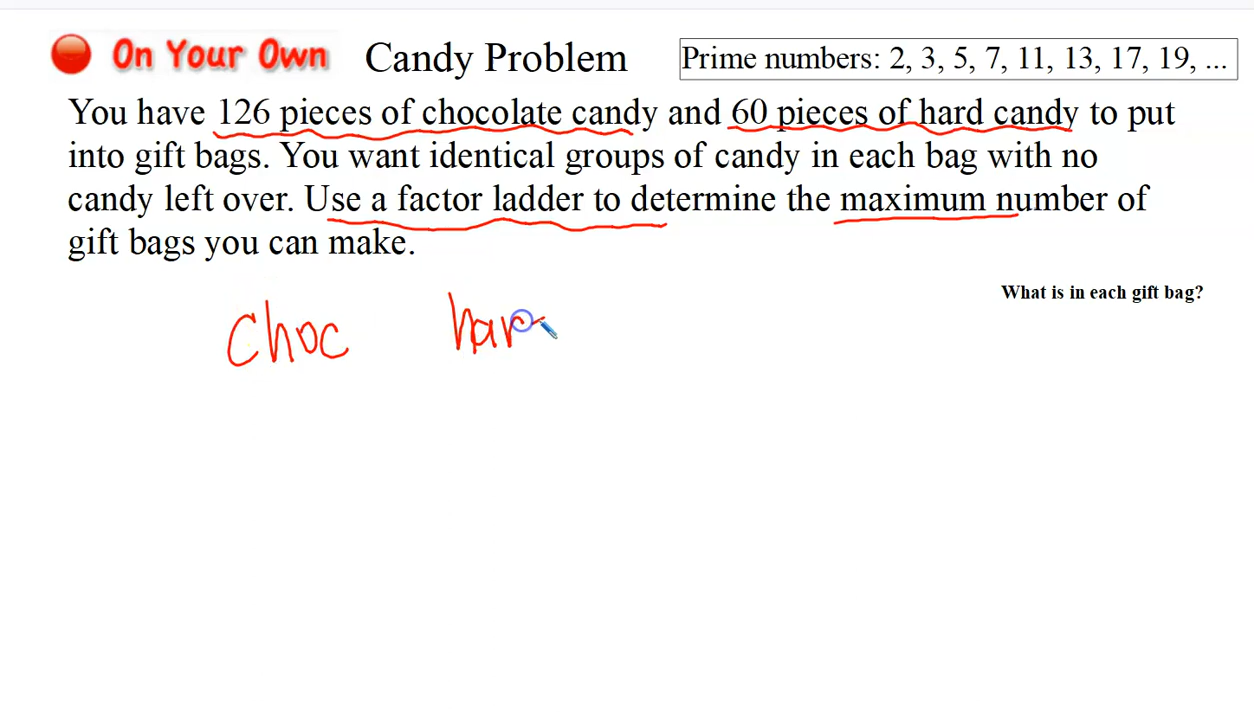 On Your Own Candy Problem Prime numbers: 2, 3, 5, 7, 11, 13, 17, 19, ...
You have 126 pieces of chocolate candy and 60 pieces of hard candy to put
into gift bags. You want identical groups of candy in each bag with no
candy left over. Use a factor ladder to determine the maximum number of
gift bags you can make.
What is in each gift bag?
Choc har